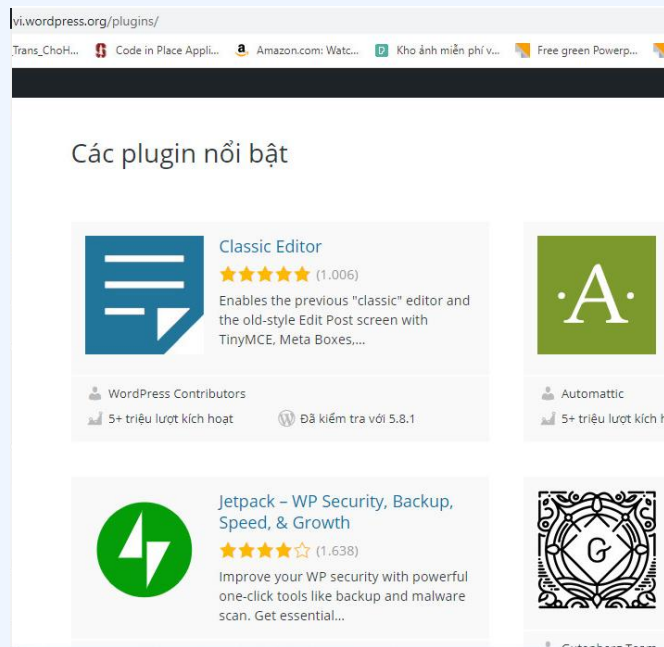 vi.wordpress.org/plugins/
_Trans_ChoH... Code in Place Appli... Amazon.com: Watc... Kho ảnh miễn phí v... Free green Powerp...
Các plugin nổi bật
Classic Editor
(1.006)
Enables the previous "classic" editor and
the old-style Edit Post screen with
TinyMCE, Meta Boxes,...
WordPress Contributors
5+ triệu lượt kích hoạt Đã kiểm tra với 5.8.1
·A·
Automattic
5+ triệu lượt kích h
Jetpack – WP Security, Backup,
Speed, & Growth
(1.638)
Improve your WP security with powerful
one-click tools like backup and malware
scan. Get essential...
G
Gutenberg Team